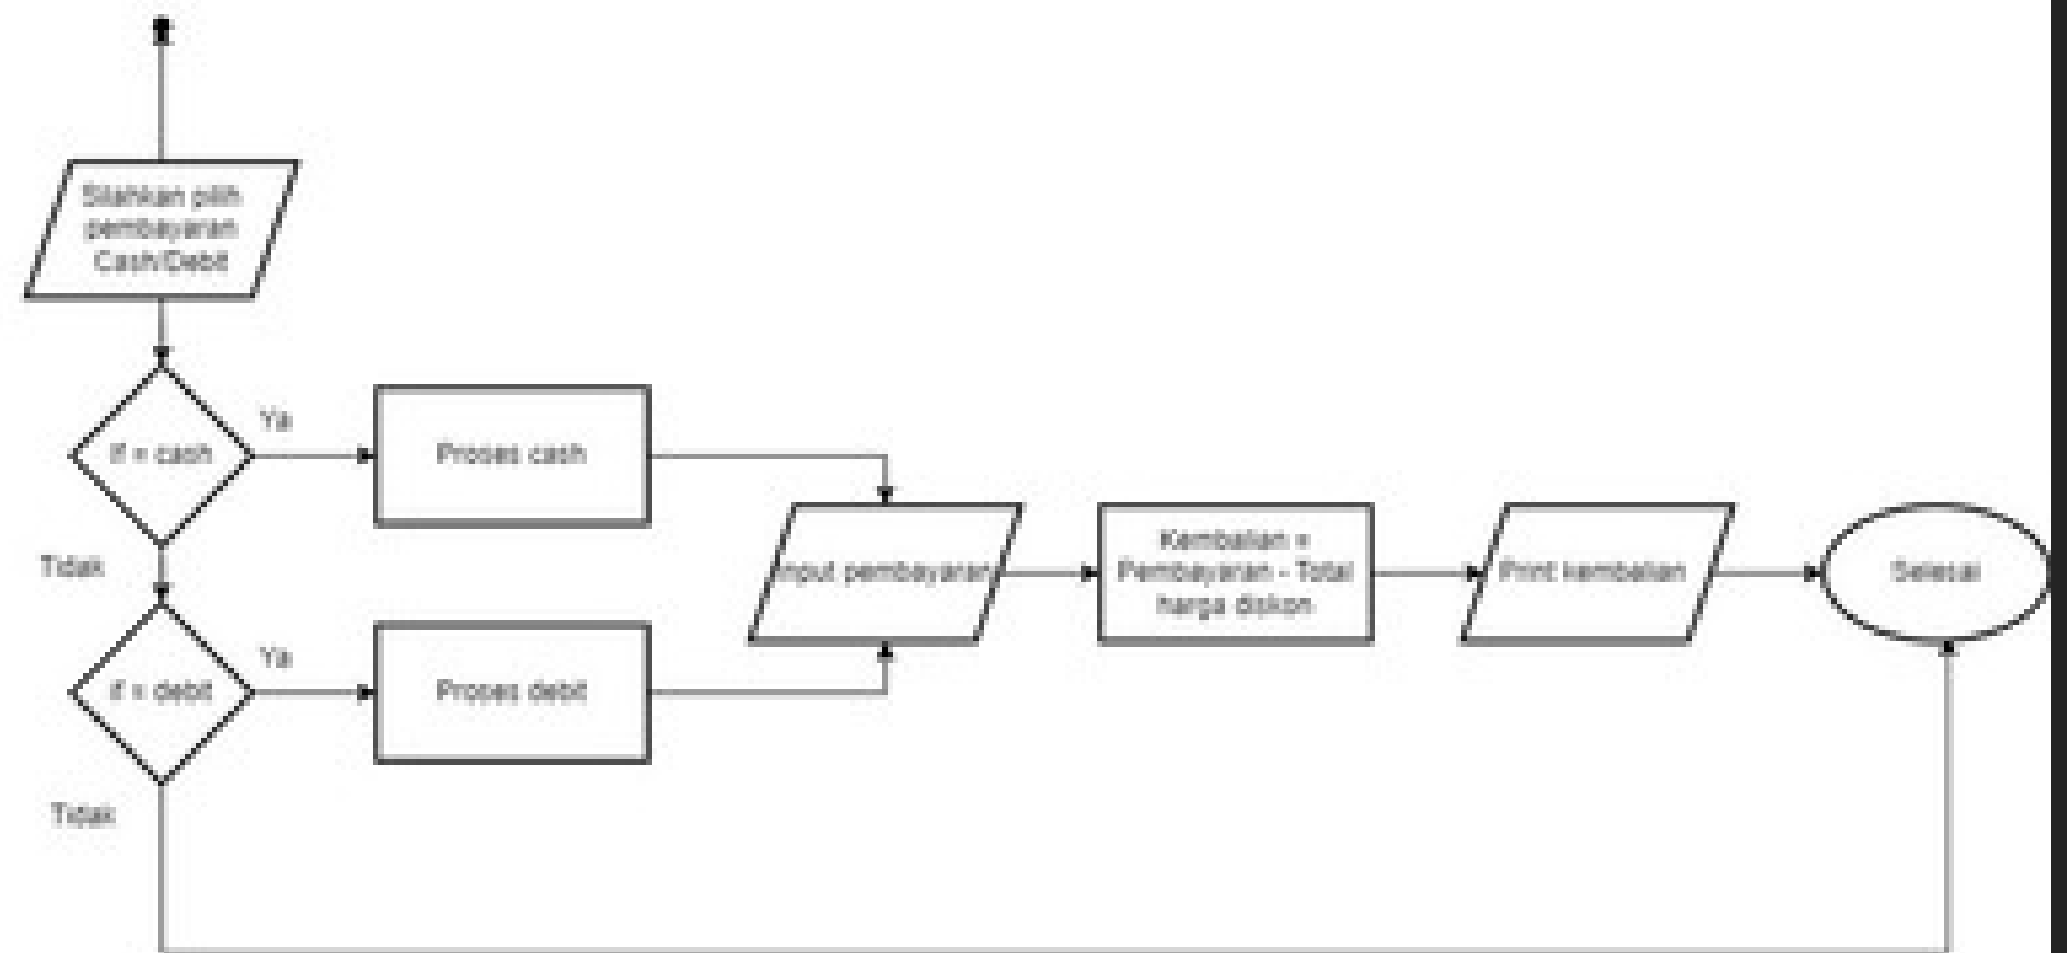 Silahkan pilih
pembayaran
Cash/Debit
Ya
if = cash
Proses cash
Tidak
Input pembayaran
Kembalian =
Pembayaran - Total
harga diskon
Print kembalian
Selesai
Ya
if = debit
Proses debit
Tidak